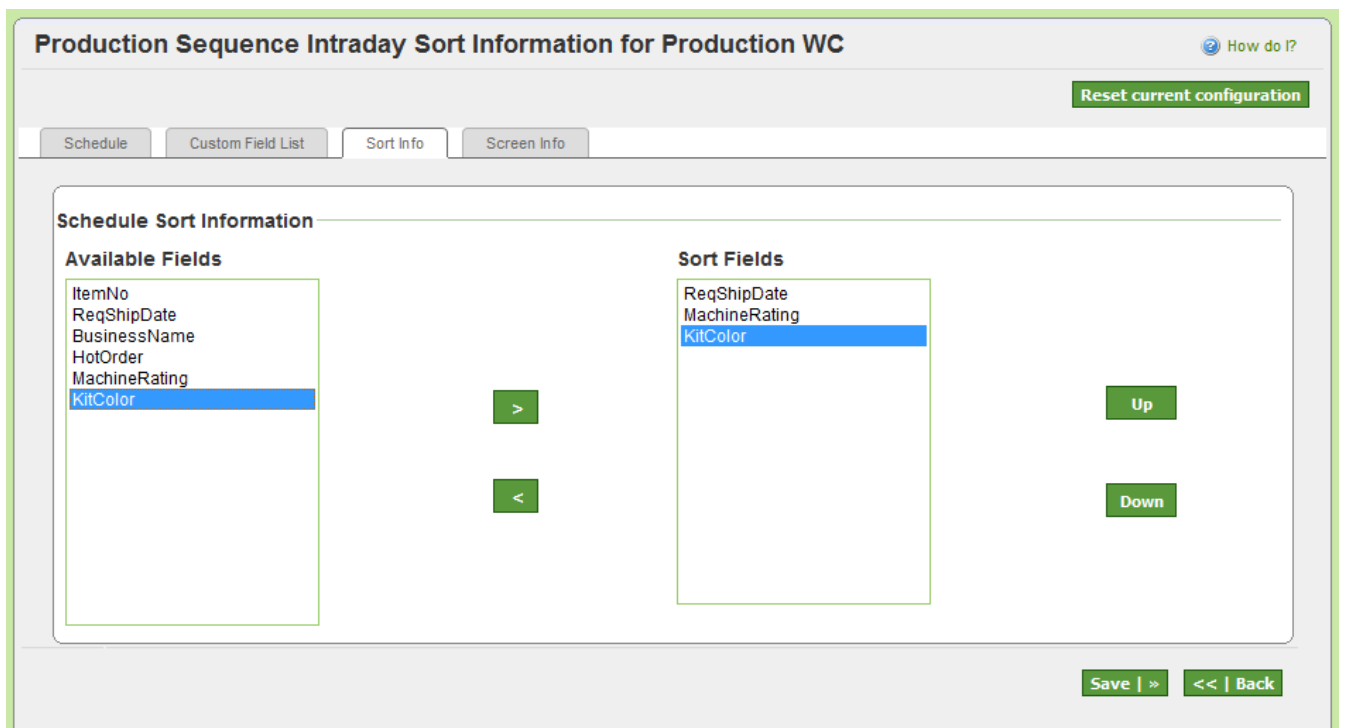 Production Sequence Intraday Sort Information for Production WC
How do I?
Reset current configuration
Schedule
Custom Field List
Sort Info
Screen Info
Schedule Sort Information
Available Fields
ItemNo
ReqShipDate
BusinessName
HotOrder
MachineRating
KitColor
>
<
Sort Fields
ReqShipDate
MachineRating
KitColor
Up
Down
Save | »
<< | Back